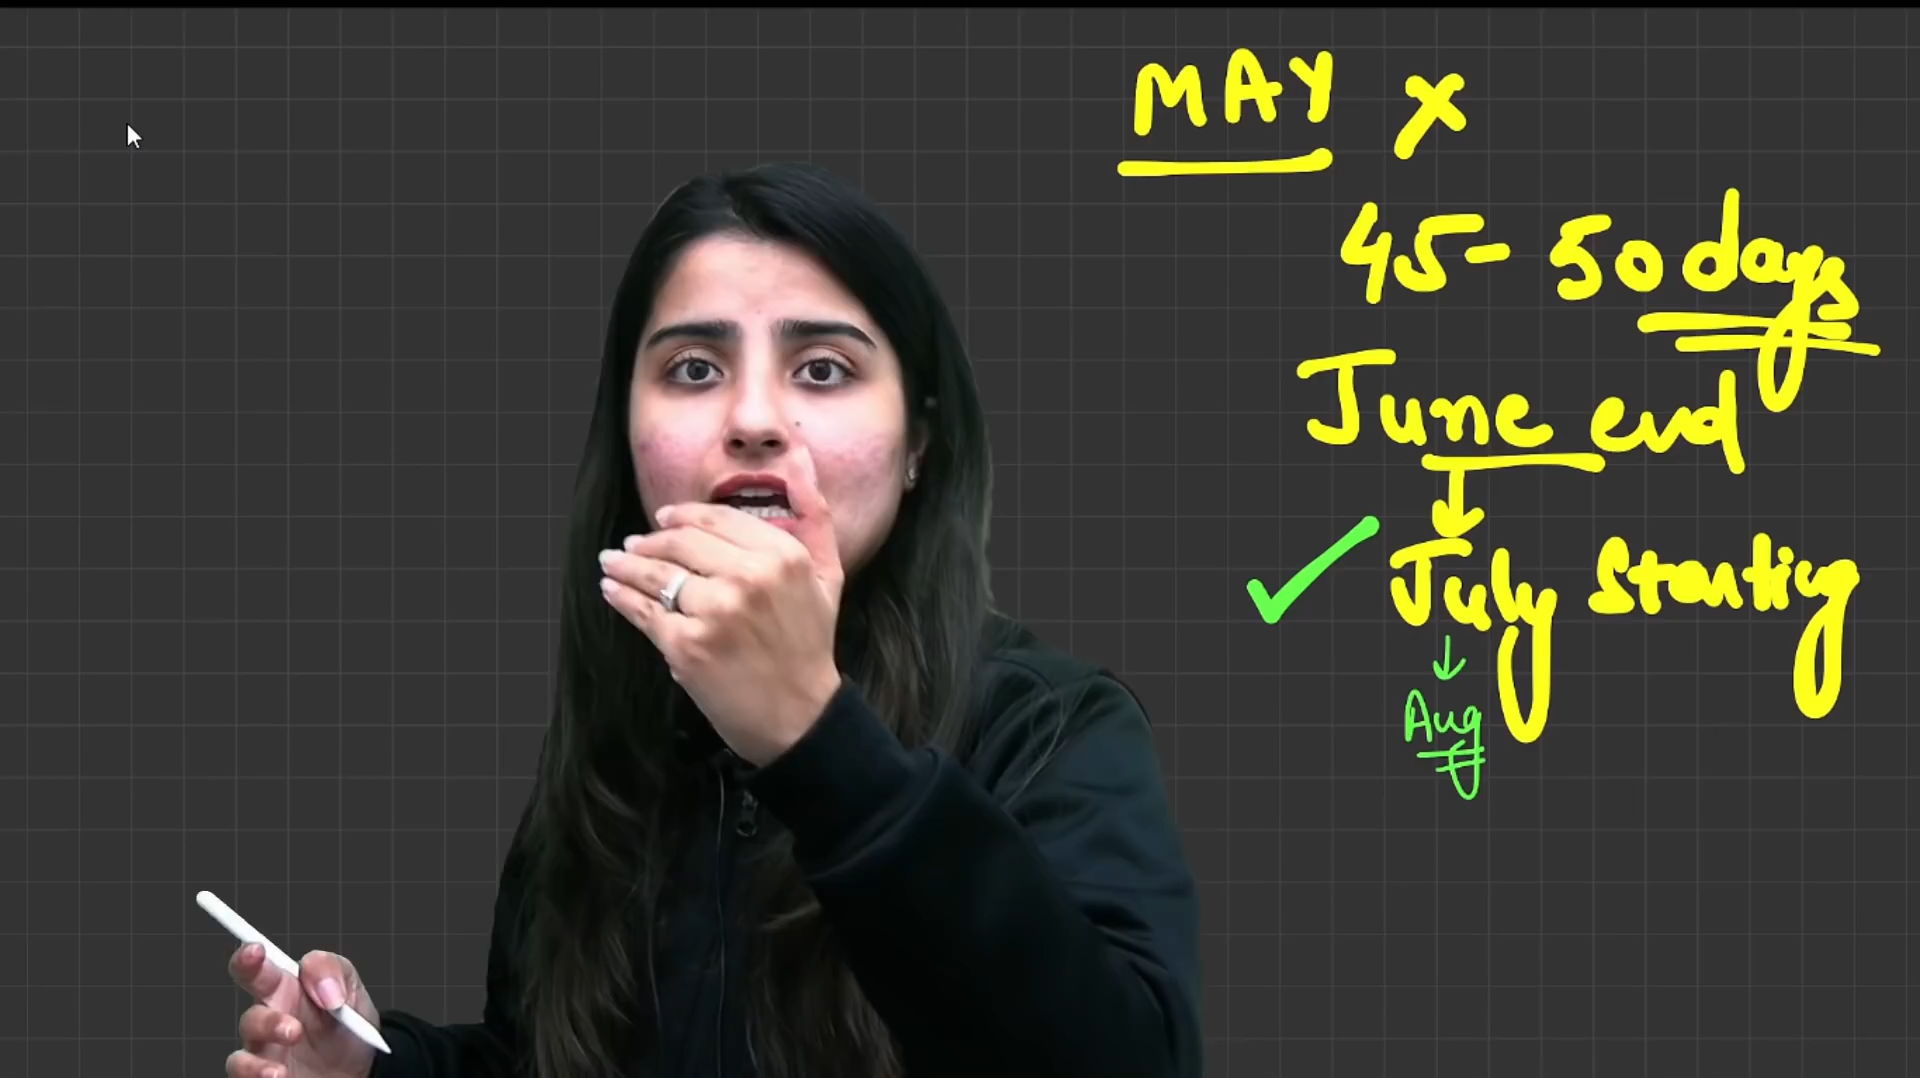 MAY x
45-50 days
June end
↓
✓ July Starting
↓
Aug